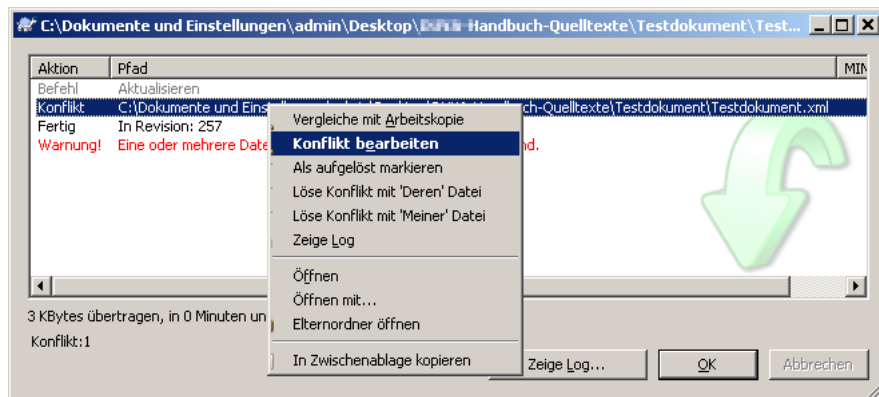 C:\Dokumente und Einstellungen\admin\Desktop\ Handbuch-Quelltexte\Testdokument\Test...
Aktion Pfad MIM
Befehl Aktualisieren
Konflikt C:\Dokumente und Eins ch-Quelltexte\Testdokument\Testdokument.xml
Fertig In Revision: 257
Warnung! Eine oder mehrere Date nd.
Vergleiche mit Arbeitskopie
Konflikt bearbeiten
Als aufgelöst markieren
Löse Konflikt mit 'Deren' Datei
Löse Konflikt mit 'Meiner' Datei
Zeige Log
Öffnen
Öffnen mit...
Elternordner öffnen
In Zwischenablage kopieren
3 KBytes übertragen, in 0 Minuten un
Konflikt:1
Zeige Log... OK Abbrechen